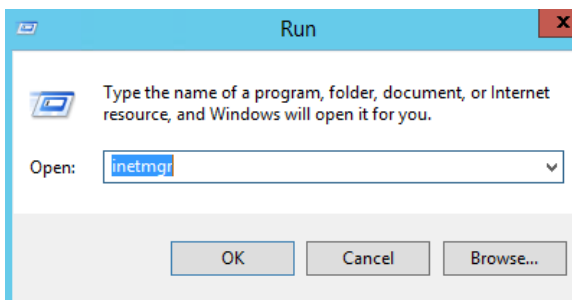 Run
x
Type the name of a program, folder, document, or Internet
resource, and Windows will open it for you.
Open:
inetmgr
OK
Cancel
Browse...